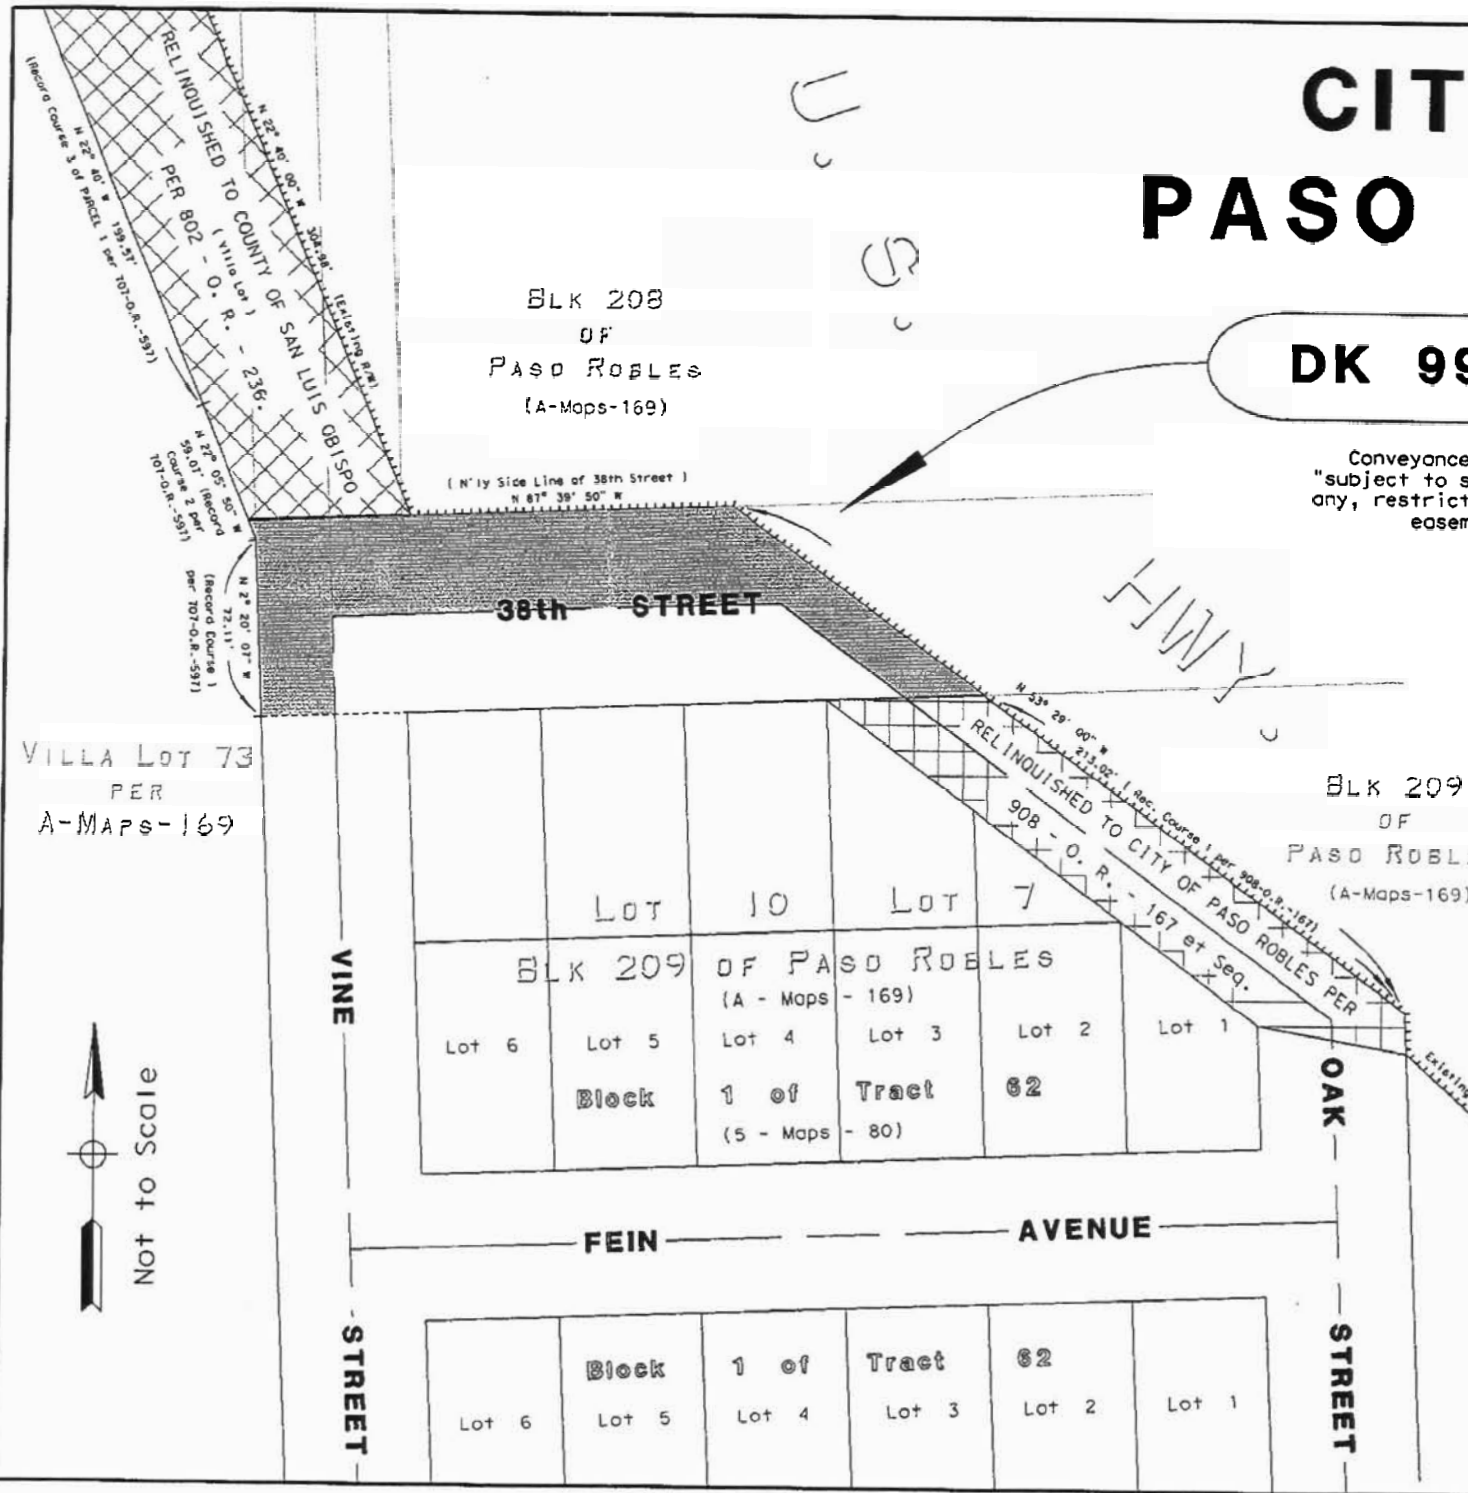 CIT
PASO
U.
S.
HWY.
DK 99
Conveyance
"subject to s
any, restrict
easem
(Record Course 3 of PARCEL 1 per 707-O.R.-597)
N 22° 40' W 199.57'
RELINQUISHED TO COUNTY OF SAN LUIS OBISPO
(Villa Lot)
PER 802 - O. R. - 236.
N 22° 40' 00" W 304.98'
(Existing R/W)
BLK 208
OF
PASO ROBLES
(A-Maps-169)
( N'ly Side Line of 38th Street )
N 87° 39' 50" W
N 22° 05' 50" W
59.07' (Record
Course 2 per
707-O.R.-597)
N 2° 20' 07" W
72.11'
(Record Course 1
per 707-O.R.-597)
38th STREET
VILLA LOT 73
PER
A-MAPS-169
N 53° 29' 00" W
213.02' ( Rec. Course 1 per 908-O.R.-167)
RELINQUISHED TO CITY OF PASO ROBLES PER
908 - O. R. - 167 et seq.
BLK 209
OF
PASO ROBL
(A-Maps-169)
LOT 10 LOT 7
BLK 209 OF PASO ROBLES
(A - Maps - 169)
Lot 6 Lot 5 Lot 4 Lot 3 Lot 2 Lot 1
Block 1 of Tract 62
(5 - Maps - 80)
Existing
VINE
STREET
OAK
STREET
Not to Scale
FEIN AVENUE
Block 1 of Tract 62
Lot 6 Lot 5 Lot 4 Lot 3 Lot 2 Lot 1